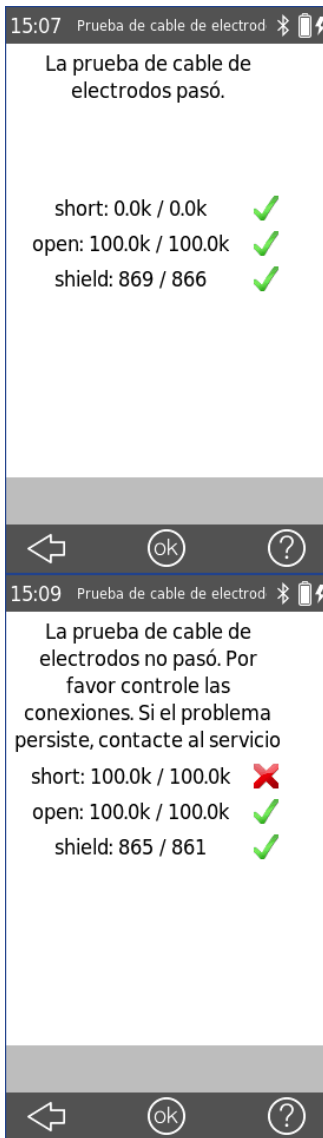 15:07 Prueba de cable de electrod
La prueba de cable de
electrodos pasó.
short: 0.0k / 0.0k
open: 100.0k / 100.0k
shield: 869 / 866
ok ?
15:09 Prueba de cable de electrod
La prueba de cable de
electrodos no pasó. Por
favor controle las
conexiones. Si el problema
persiste, contacte al servicio
short: 100.0k / 100.0k
open: 100.0k / 100.0k
shield: 865 / 861
ok ?